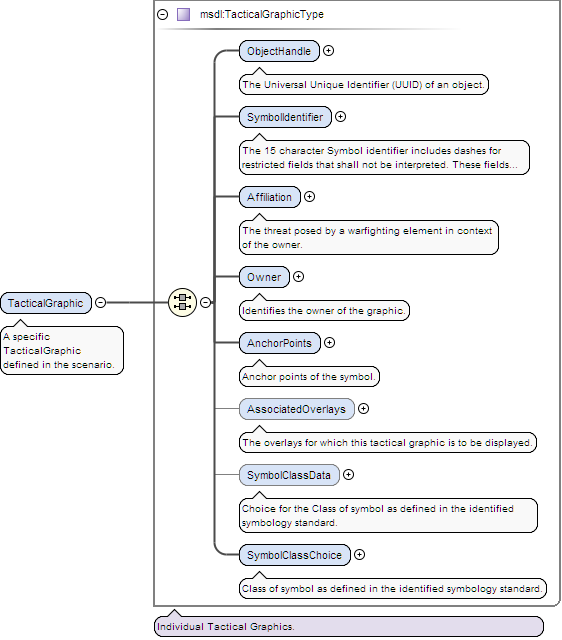 msdl:TacticalGraphicType
ObjectHandle
The Universal Unique Identifier (UUID) of an object.
SymbolIdentifier
The 15 character Symbol identifier includes dashes for
restricted fields that shall not be interpreted. These fields...
Affiliation
The threat posed by a warfighting element in context
of the owner.
Owner
Identifies the owner of the graphic.
TacticalGraphic
A specific
TacticalGraphic
defined in the scenario.
AnchorPoints
Anchor points of the symbol.
AssociatedOverlays
The overlays for which this tactical graphic is to be displayed.
SymbolClassData
Choice for the Class of symbol as defined in the identified
symbology standard.
SymbolClassChoice
Class of symbol as defined in the identified symbology standard.
Individual Tactical Graphics.